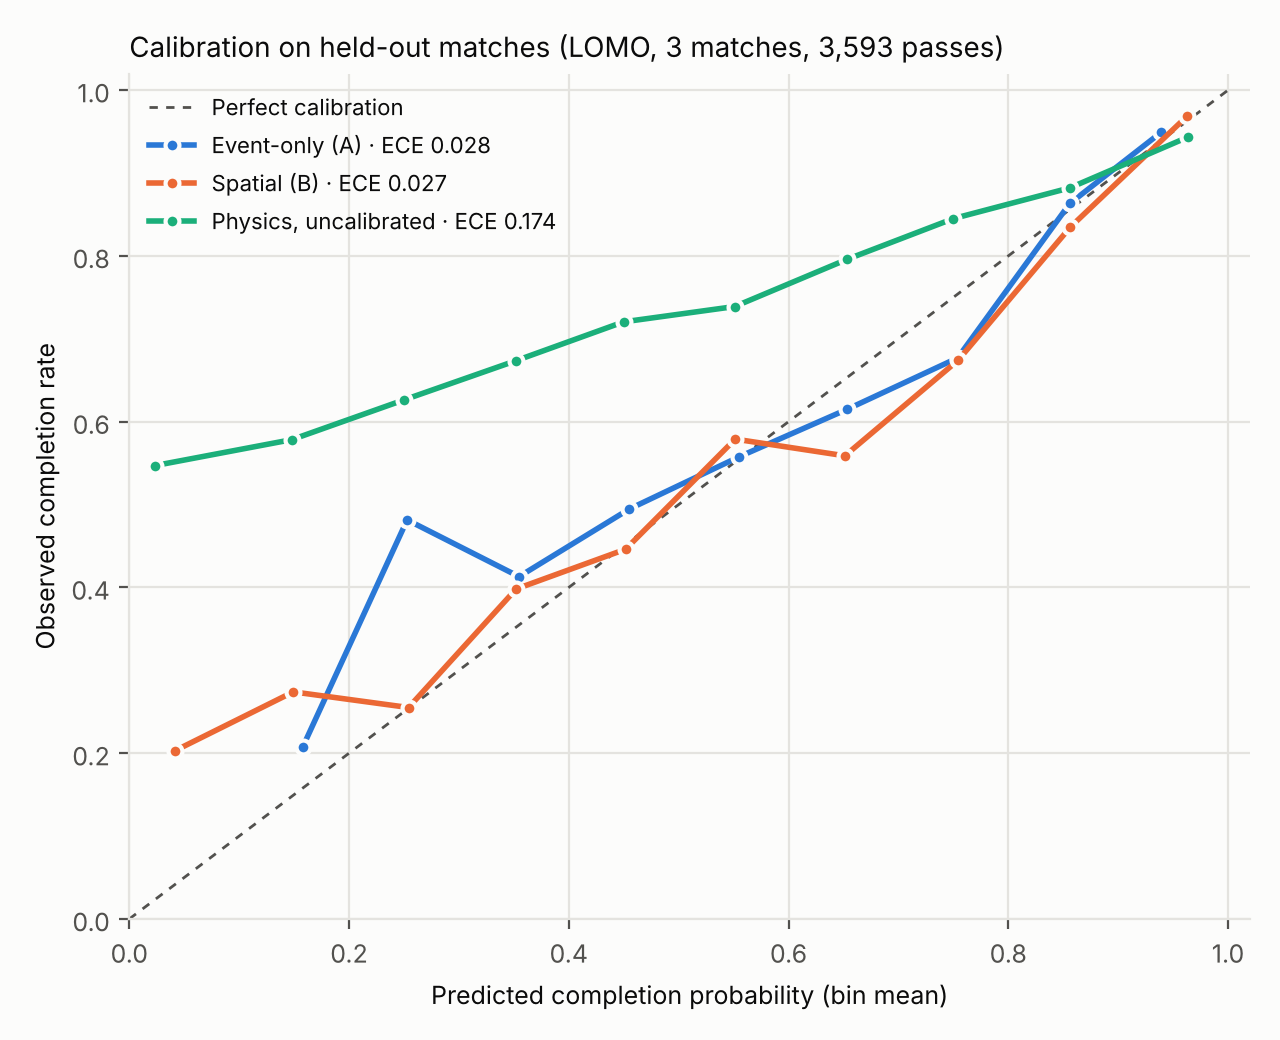 Calibration on held-out matches (LOMO, 3 matches, 3,593 passes)
Perfect calibration
Event-only (A) · ECE 0.028
Spatial (B) · ECE 0.027
Physics, uncalibrated · ECE 0.174
Observed completion rate
1.0
0.8
0.6
0.4
0.2
0.0
0.0 0.2 0.4 0.6 0.8 1.0
Predicted completion probability (bin mean)